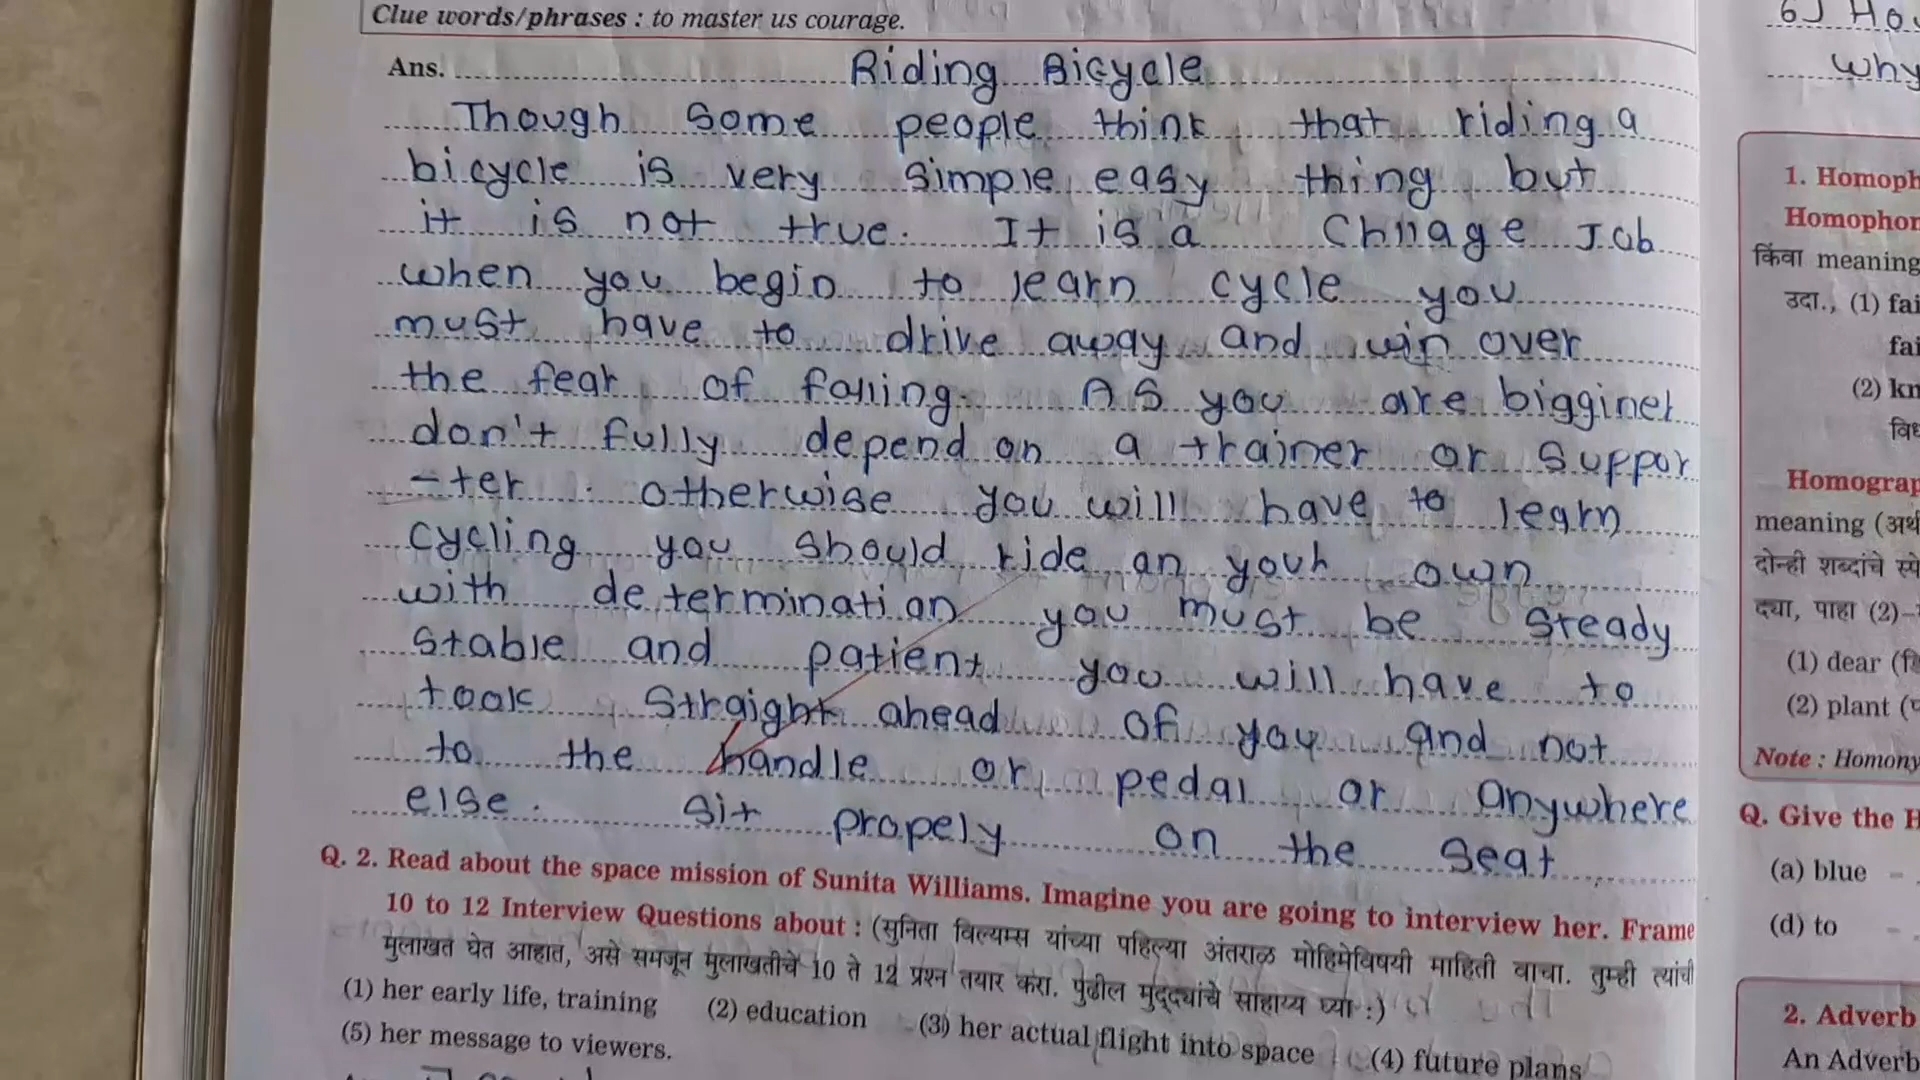 Clue words/phrases : to master us courage.
Ans. Riding Bicycle
Though some people think that riding a
bicycle is very simple easy thing but
it is not true. It is a Chllage Job
when you begin to learn cycle you
must have to drive away and win over
the fear of falling. As you are bigginer
don't fully depend on a trainer or suppor
-ter . otherwise you will have to learn
cycling you should ride on your own
with determination you must be steady
stable and patient you will have to
took straight ahead of you and not
to the handle or pedal or anywhere
else. Sit propely on the seat
Q. 2. Read about the space mission of Sunita Williams. Imagine you are going to interview her. Frame
10 to 12 Interview Questions about : (सुनिता विल्यम्स यांच्या पहिल्या अंतराळ मोहिमेविषयी माहिती वाचा. तुम्ही त्यांची
मुलाखत घेत आहात, असे समजून मुलाखतीचे 10 ते 12 प्रश्न तयार करा. पुढील मुद्द्यांचे साहाय्य घ्या :)
(1) her early life, training (2) education (3) her actual flight into space (4) future plans
(5) her message to viewers.
6) Ho
why
1. Homoph
Homophon
किंवा meaning
उदा., (1) fai
fai
(2) kn
विध
Homograp
meaning (अर्थ
दोन्ही शब्दांचे स्पे
द्या, पाहा (2)
(1) dear (f
(2) plant (
Note : Homony
Q. Give the H
(a) blue -
(d) to -
2. Adverb
An Adverb